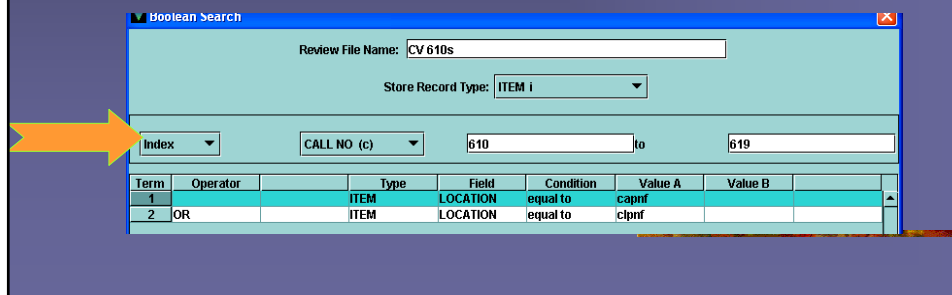 Boolean Search
Review File Name: CV 610s
Store Record Type: ITEM i
Index CALL NO (c) 610 to 619
Term Operator Type Field Condition Value A Value B
1 ITEM LOCATION equal to capnf
2 OR ITEM LOCATION equal to clpnf